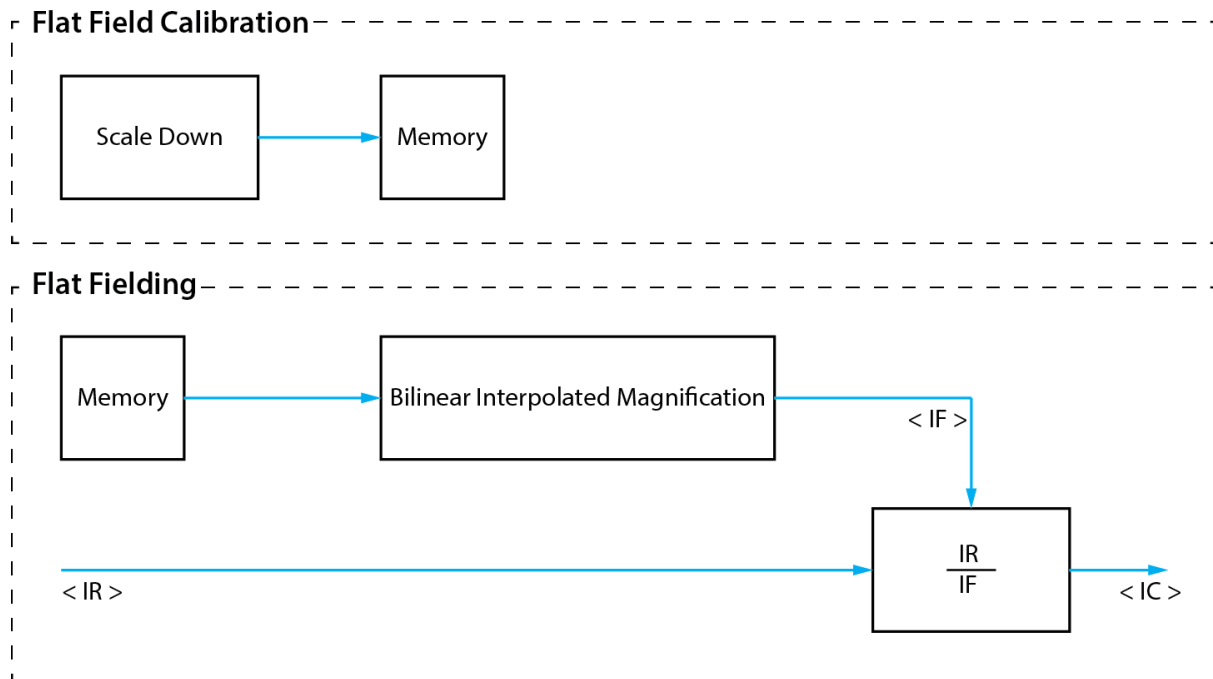 Flat Field Calibration
Scale Down
Memory
Flat Fielding
Memory
Bilinear Interpolated Magnification
< IF >
< IR >
IR
IF
< IC >